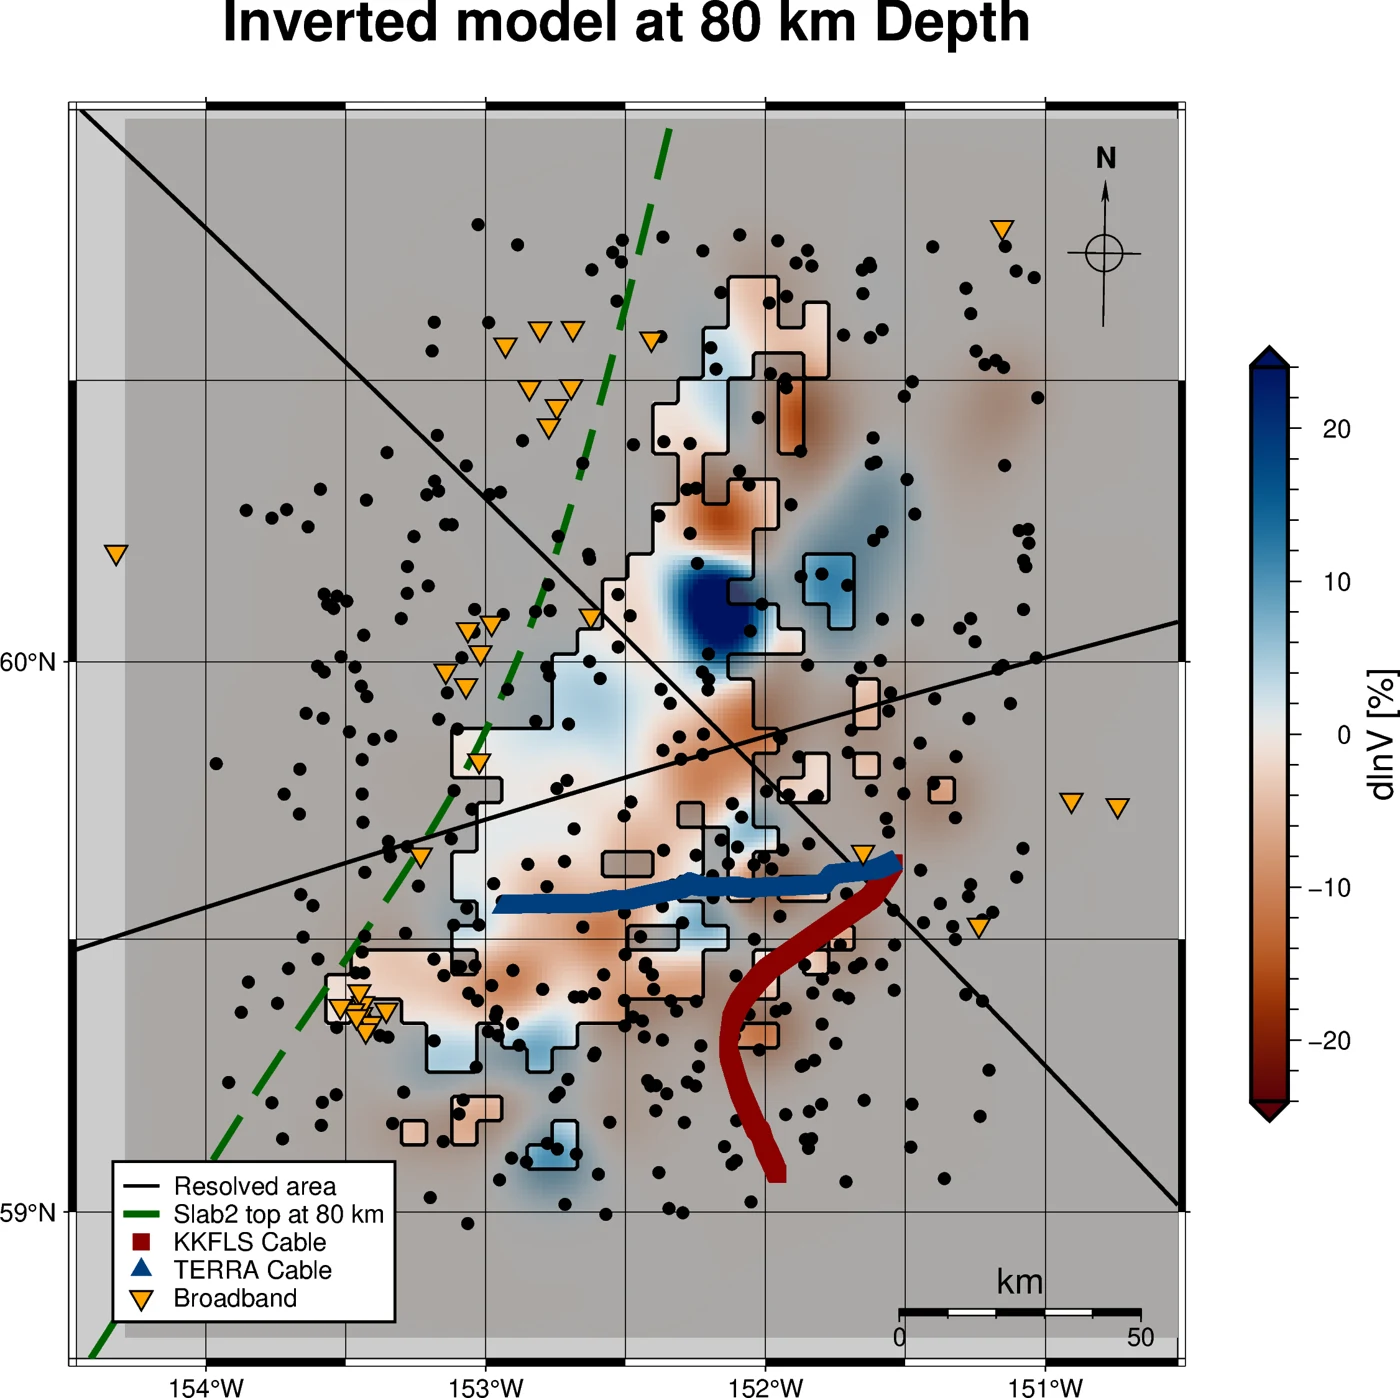 Inverted model at 80 km Depth
N
20
10
0
−10
−20
dlnV [%]
60°N
59°N
Resolved area
Slab2 top at 80 km
KKFLS Cable
TERRA Cable
Broadband
km
0 50
154°W 153°W 152°W 151°W